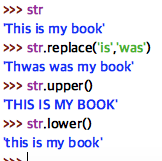 >>> str
'This is my book'
>>> str.replace('is','was')
'Thwas was my book'
>>> str.upper()
'THIS IS MY BOOK'
>>> str.lower()
'this is my book'
>>>